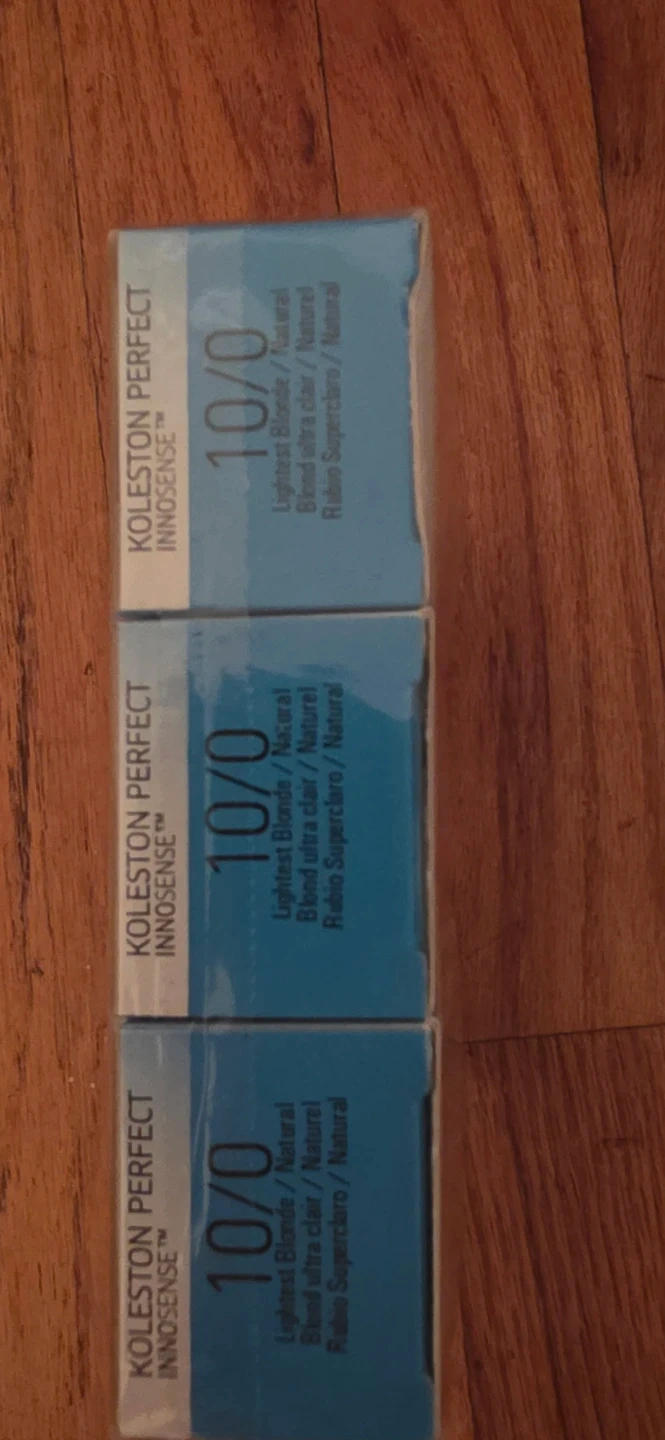 KOLESTON PERFECT
INNOSENSE™
10/0
Lightest Blonde / Natural
Blond ultra clair / Naturel
Rubio Superclaro / Natural
KOLESTON PERFECT
INNOSENSE™
10/0
Lightest Blonde / Natural
Blond ultra clair / Naturel
Rubio Superclaro / Natural
KOLESTON PERFECT
INNOSENSE™
10/0
Lightest Blonde / Natural
Blond ultra clair / Naturel
Rubio Superclaro / Natural